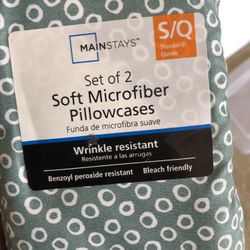 MAINSTAYS™
S/Q
Standard/
Queen
Set of 2
Soft Microfiber
Pillowcases
Funda de microfibra suave
Wrinkle resistant
Resistente a las arrugas
Benzoyl peroxide resistant Bleach friendly